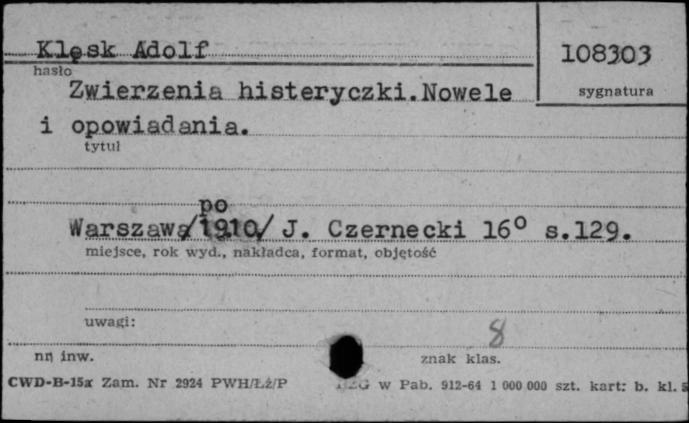 Klęsk Adolf
108303
hasło
sygnatura
Zwierzenia histeryczki.Nowele
i opowiadania.
tytuł
po
Warszawa/1910/ J. Czernecki 16° s.129.
miejsce, rok wyd., nakładca, format, objętość
uwagi:
8
nr inw.
znak klas.
CWD-B-15x Zam. Nr 2924 PWH/Łż/P
w Pab. 912-64 1 000 000 szt. kart: b. kl. 5